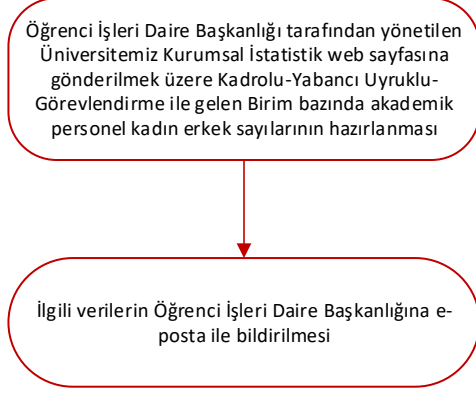 Öğrenci İşleri Daire Başkanlığı tarafından yönetilen
Üniversitemiz Kurumsal İstatistik web sayfasına
gönderilmek üzere Kadrolu-Yabancı Uyruklu-
Görevlendirme ile gelen Birim bazında akademik
personel kadın erkek sayılarının hazırlanması
İlgili verilerin Öğrenci İşleri Daire Başkanlığına e-
posta ile bildirilmesi